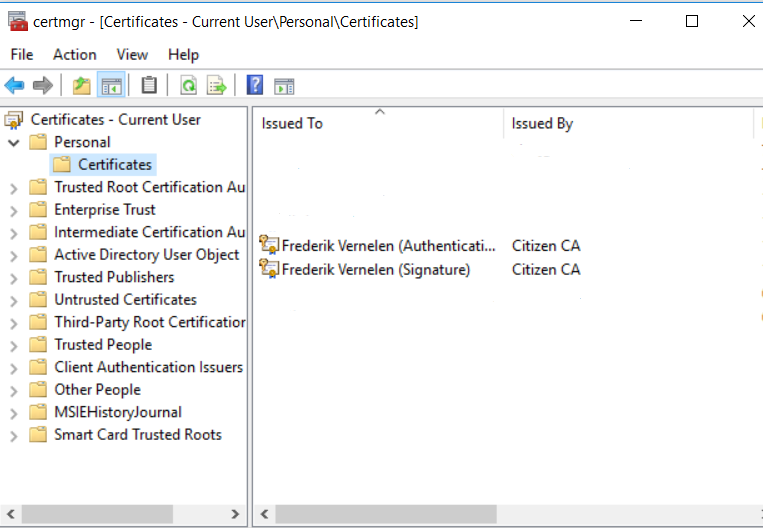 certmgr - [Certificates - Current User\Personal\Certificates]
File Action View Help
Certificates - Current User
Personal
Certificates
Trusted Root Certification Au
Enterprise Trust
Intermediate Certification Au
Active Directory User Object
Trusted Publishers
Untrusted Certificates
Third-Party Root Certification
Trusted People
Client Authentication Issuers
Other People
MSIEHistoryJournal
Smart Card Trusted Roots
Issued To Issued By
Frederik Vernelen (Authenticati... Citizen CA
Frederik Vernelen (Signature) Citizen CA